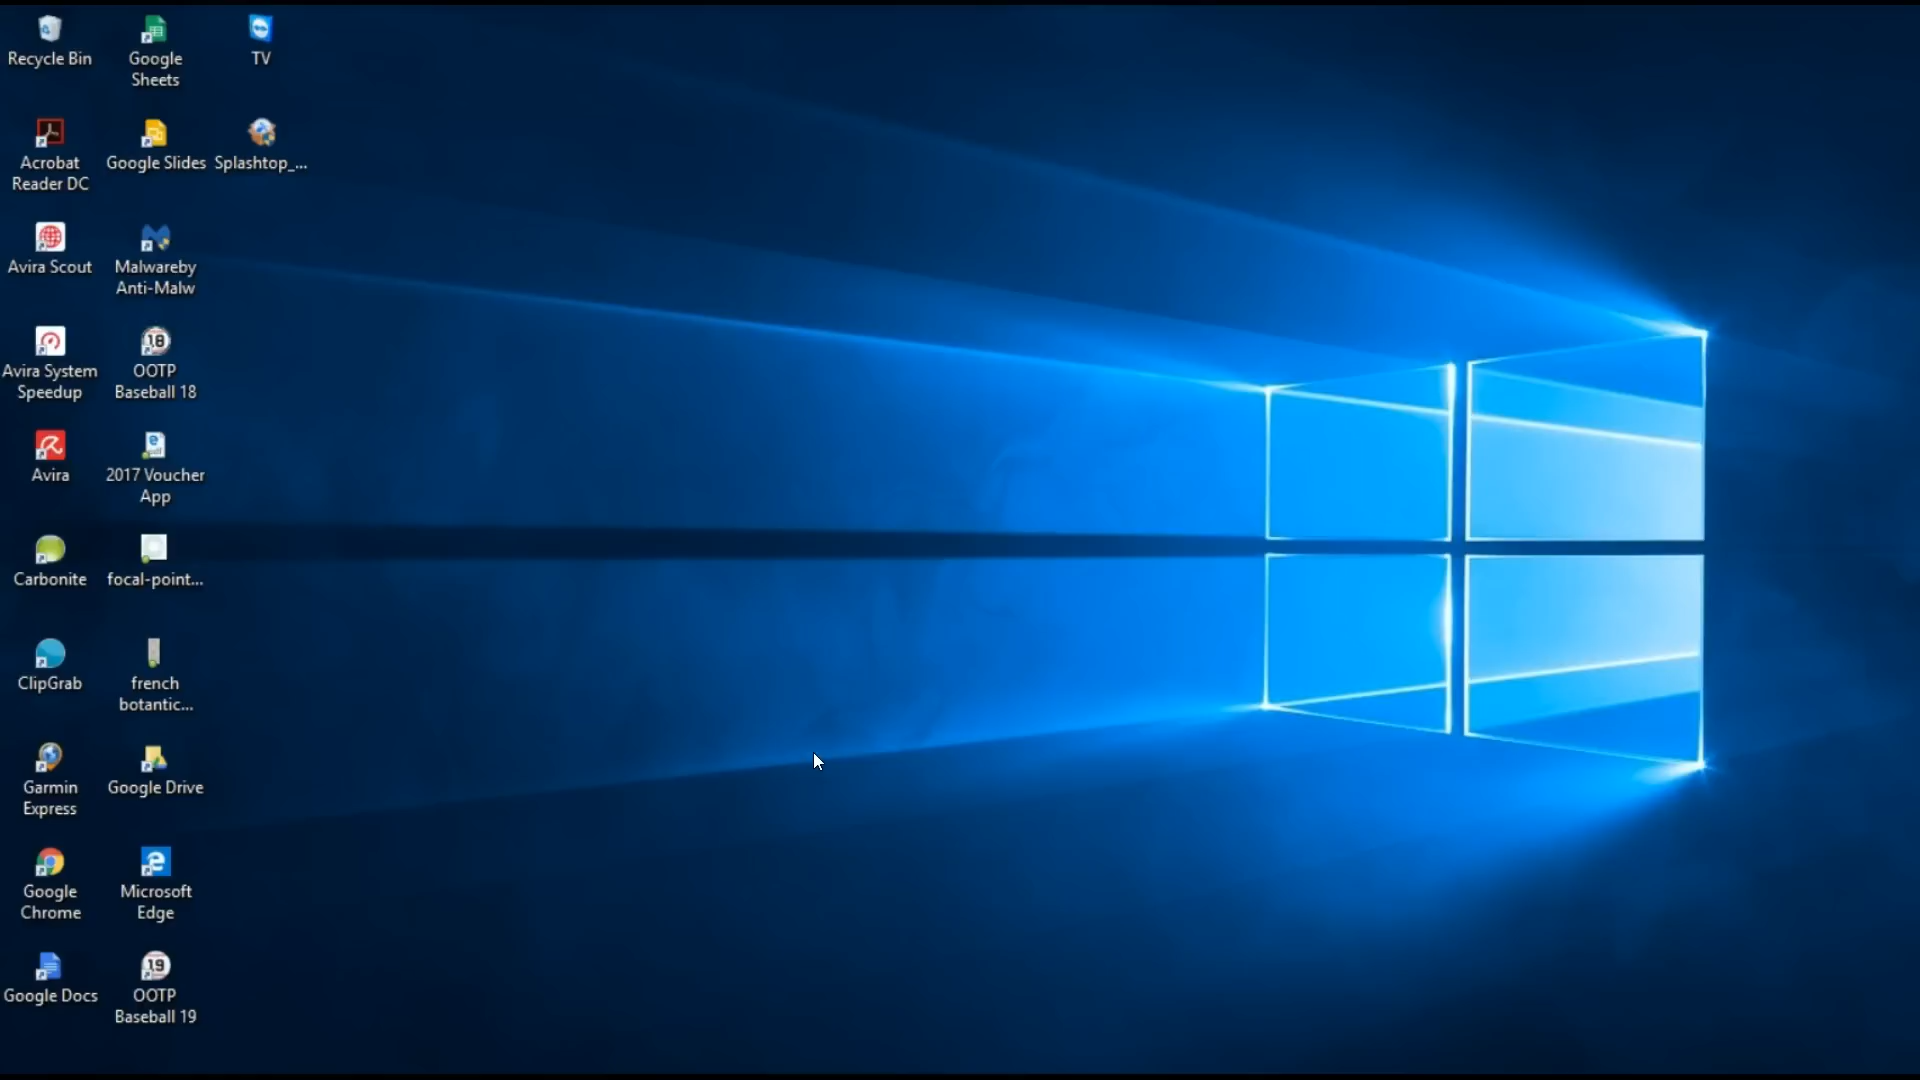 Recycle Bin
Google
Sheets
TV
Acrobat
Reader DC
Google Slides
Splashtop_...
Avira Scout
Malwareby
Anti-Malw
Avira System
Speedup
18
OOTP
Baseball 18
Avira
2017 Voucher
App
Carbonite
focal-point...
ClipGrab
french
botantic...
Garmin
Express
Google Drive
Google
Chrome
Microsoft
Edge
Google Docs
19
OOTP
Baseball 19